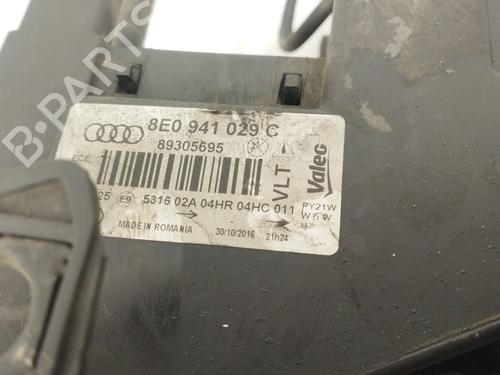 8E0 941 029 C
89305695
ECE
25 E9 5316 02A 04HR 04HC 011
MADE IN ROMANIA 30/10/2016 21h24
VLT
Valeo
PY21W
W5W
B-PARTS